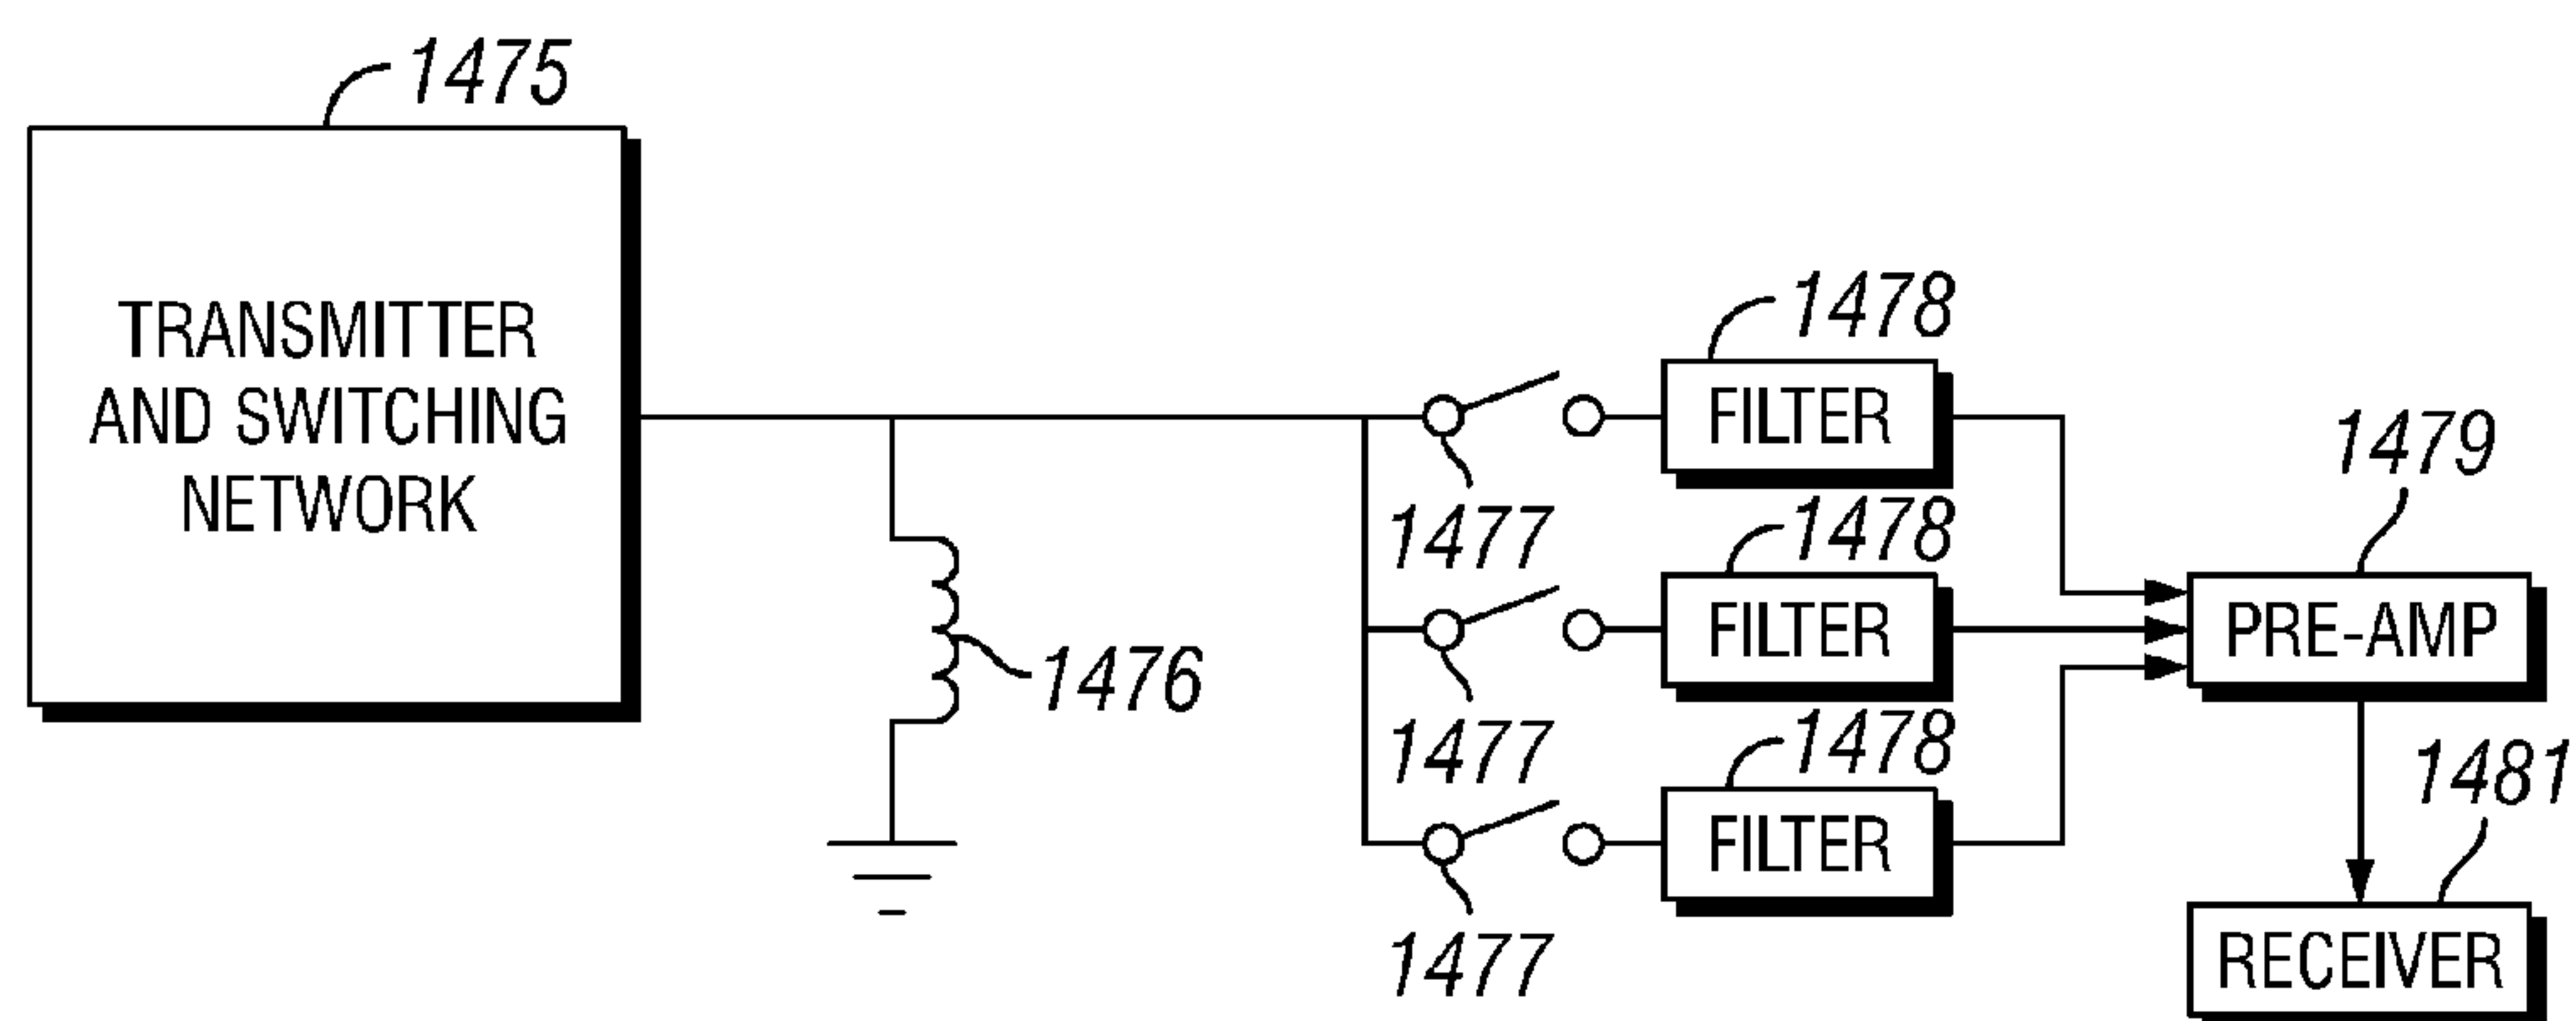 1475
TRANSMITTER
AND SWITCHING
NETWORK
1476
1477
1478
FILTER
1477
1478
FILTER
1477
1478
FILTER
1479
PRE-AMP
1481
RECEIVER